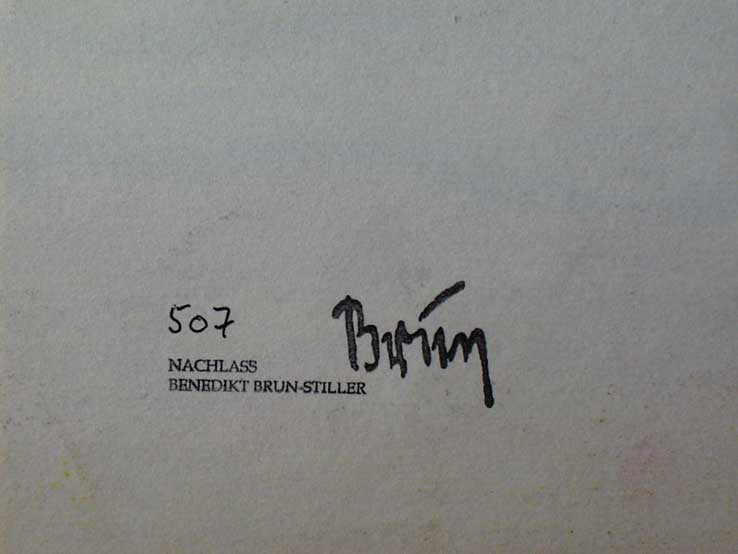 507
Brun
NACHLASS
BENEDIKT BRUN-STILLER